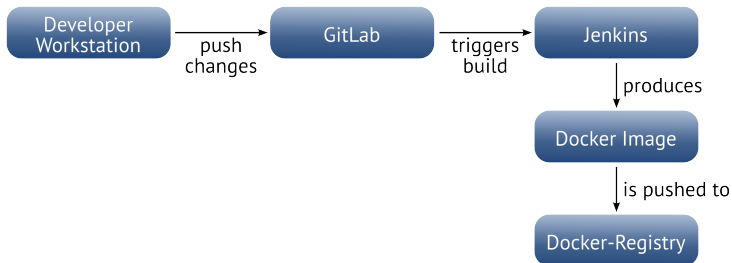 Developer
Workstation
push
changes
GitLab
triggers
build
Jenkins
produces
Docker Image
is pushed to
Docker-Registry